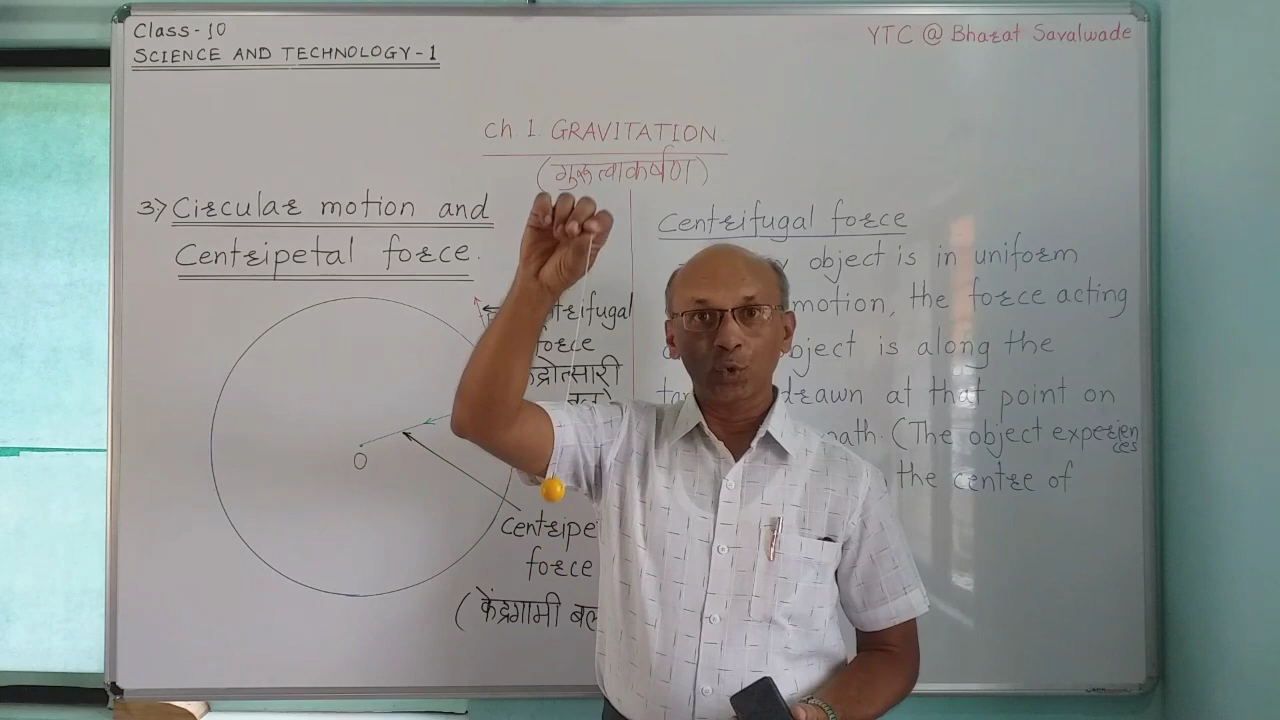 Class-10
SCIENCE AND TECHNOLOGY-1
YTC @ Bharat Savalwade
Ch 1. GRAVITATION.
(गुरुत्वाकर्षण)
3) Circular motion and
Centripetal force.
force
O
force
(केंद्रगामी बल
Centrifugal force
object is in uniform
motion, the force acting
is along the
drawn at that point on
path. (The object experiences
the centre of